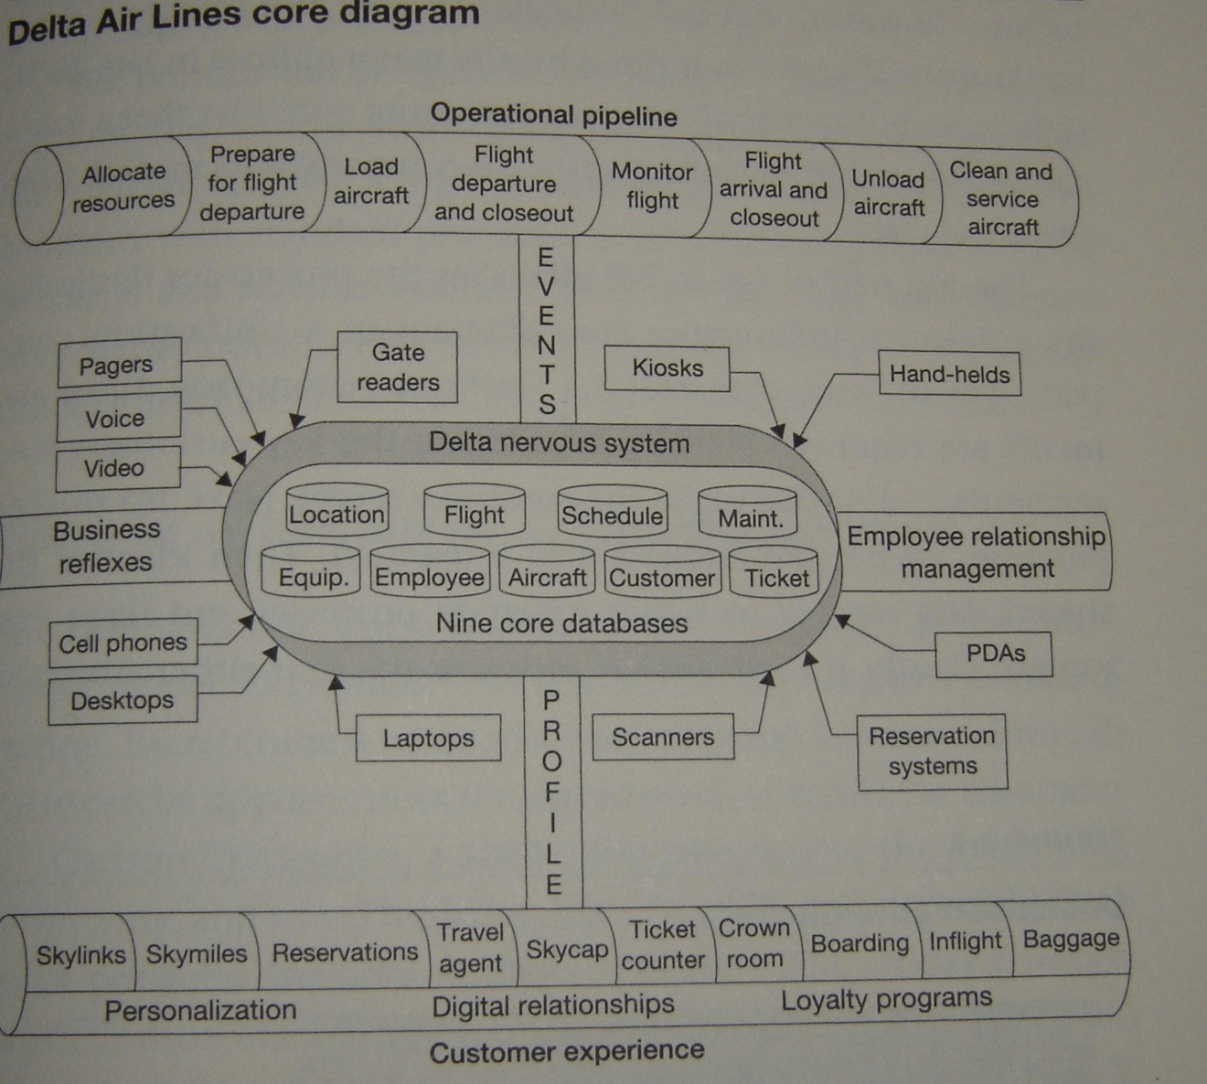 Delta Air Lines core diagram
Operational pipeline
Allocate
resources
Prepare
for flight
departure
Load
aircraft
Flight
departure
and closeout
Monitor
flight
Flight
arrival and
closeout
Unload
aircraft
Clean and
service
aircraft
EVENTS
Pagers
Voice
Video
Gate
readers
Kiosks
Hand-helds
Delta nervous system
Location
Flight
Schedule
Maint.
Business
reflexes
Employee relationship
management
Equip.
Employee
Aircraft
Customer
Ticket
Nine core databases
Cell phones
Desktops
Laptops
Scanners
PDAs
Reservation
systems
PROFILE
Skylinks
Skymiles
Reservations
Travel
agent
Skycap
Ticket
counter
Crown
room
Boarding
Inflight
Baggage
Personalization
Digital relationships
Loyalty programs
Customer experience